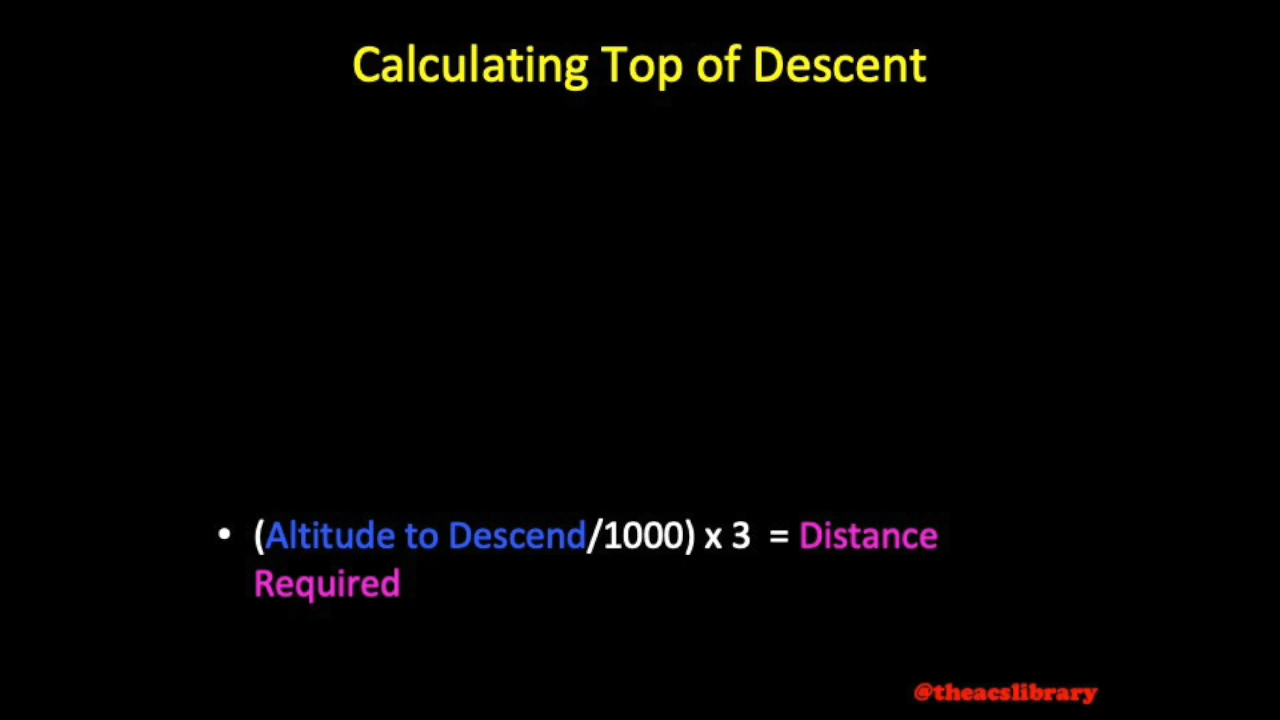 Calculating Top of Descent
• (Altitude to Descend/1000) x 3 = Distance
Required
@theacslibrary